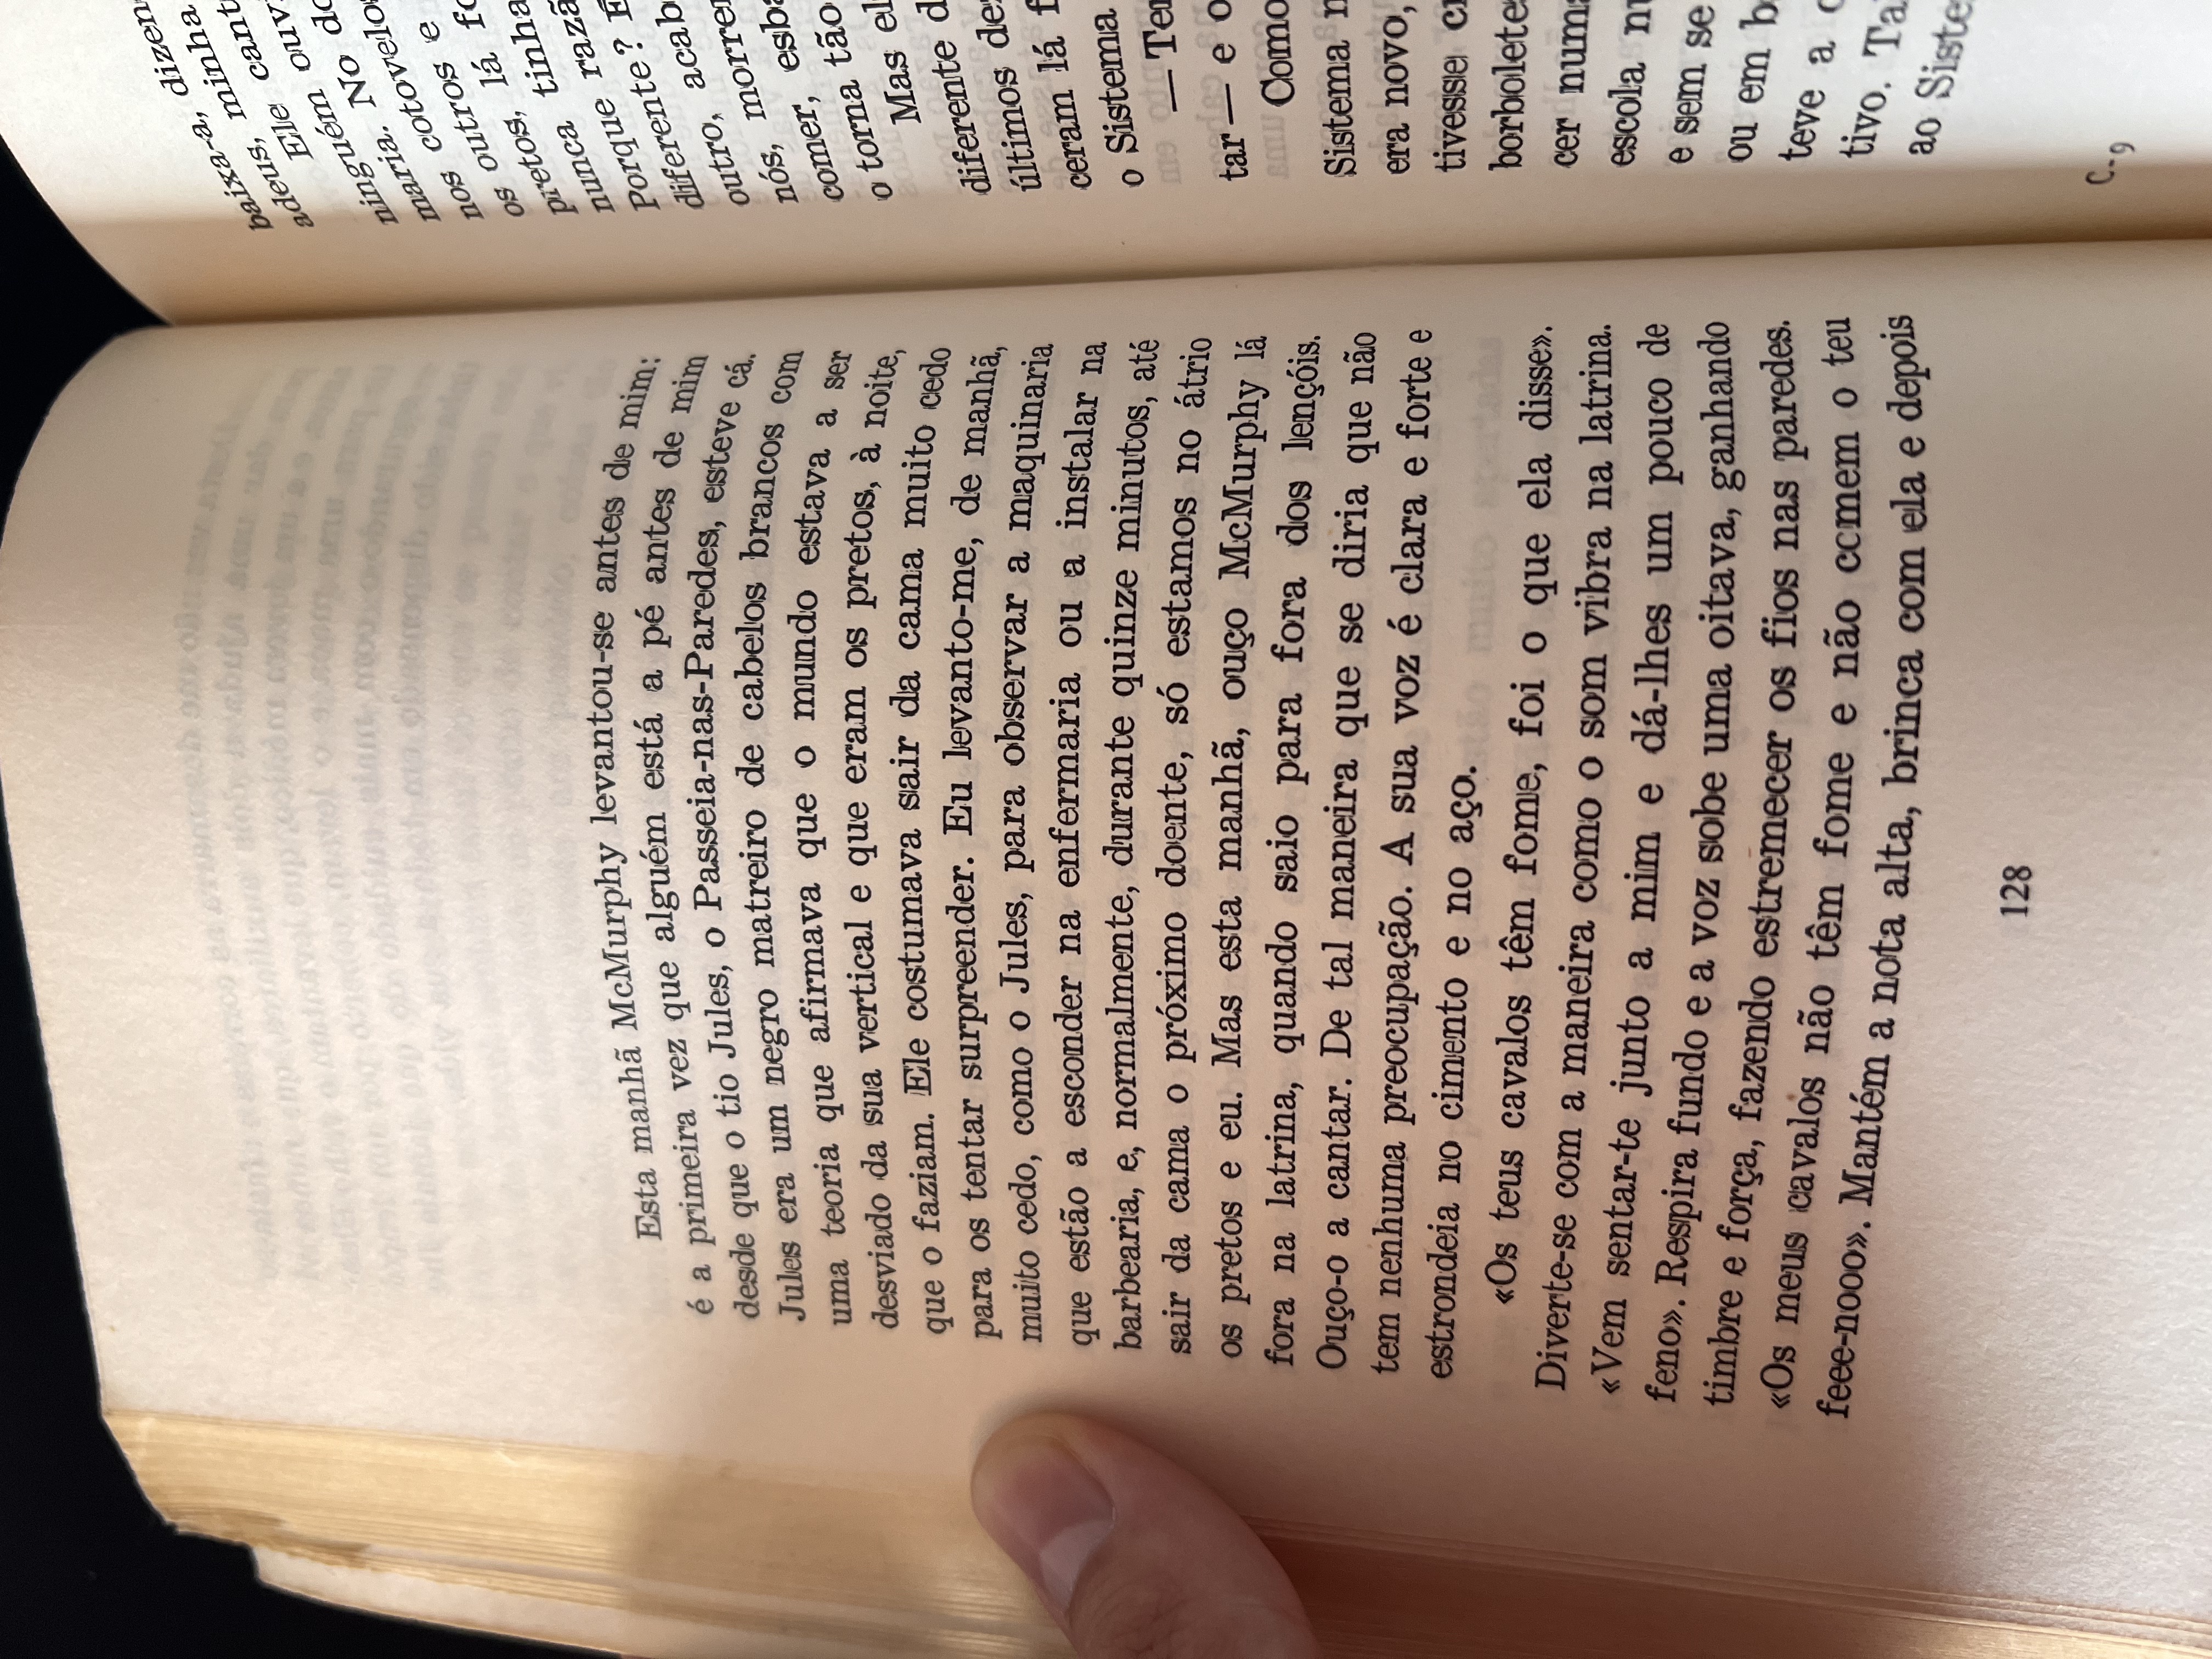 Esta manhã McMurphy levantou-se antes de mim:
é a primeira vez que alguém está a pé antes de mim
desde que o tio Jules, o Passeia-nas-Paredes, esteve cá.
Jules era um negro matreiro de cabelos brancos com
uma teoria que afirmava que o mundo estava a ser
desviado da sua vertical e que eram os pretos, à noite,
que o faziam. Ele costumava sair da cama muito cedo
para os tentar surpreender. Eu levanto-me, de manhã,
muito cedo, como o Jules, para observar a maquinaria
que estão a esconder na enfermaria ou a instalar na
barbearia, e, normalmente, durante quinze minutos, até
sair da cama o próximo doente, só estamos no átrio
os pretos e eu. Mas esta manhã, ouço McMurphy lá
fora na latrina, quando saio para fora dos lençóis.
Ouço-o a cantar. De tal maneira que se diria que não
tem nenhuma preocupação. A sua voz é clara e forte e
estrondeia no cimento e no aço.
«Os teus cavalos têm fome, foi o que ela disse».
Diverte-se com a maneira como o som vibra na latrina.
«Vem sentar-te junto a mim e dá-lhes um pouco de
feno». Respira fundo e a voz sobe uma oitava, ganhando
timbre e força, fazendo estremecer os fios nas paredes.
«Os meus cavalos não têm fome e não ccmem o teu
feee-nooo». Mantém a nota alta, brinca com ela e depois
128
baixa-a, dizen
adeus, minha
Ele cant
ninguém ouv
maria. No do
nos cotovelos
os outros e
pretos, lá fo
nunca tinha
Porque razã
diferente? É
outro, acab
nós, morrer
comer, esba
o torna tão
Mas el
diferente d
últimos des
ceram lá f
o Sistema
— Ter
tar — e o
Como
Sistema n
era novo,
tivesse cr
borboletes
cer numa
escola nu
e sem se
ou em b
teve a c
tivo. Tal
ao Siste
C-9